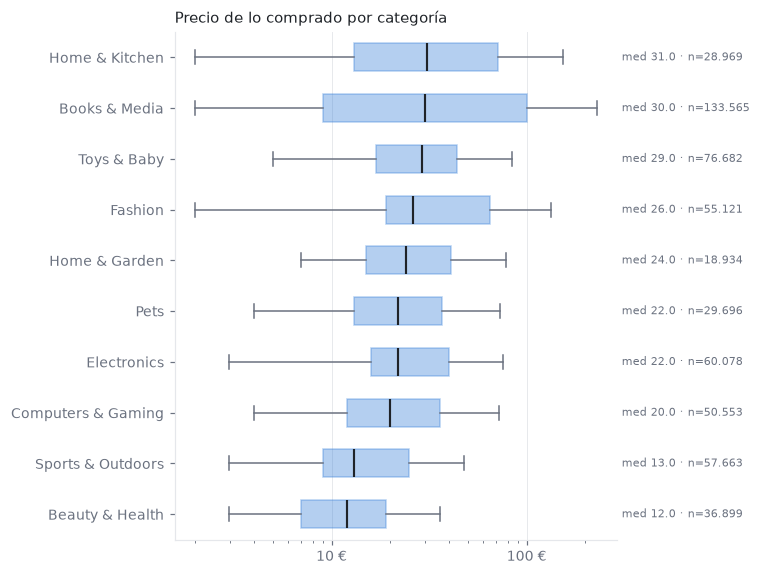 Precio de lo comprado por categoría
Home & Kitchen med 31.0 · n=28.969
Books & Media med 30.0 · n=133.565
Toys & Baby med 29.0 · n=76.682
Fashion med 26.0 · n=55.121
Home & Garden med 24.0 · n=18.934
Pets med 22.0 · n=29.696
Electronics med 22.0 · n=60.078
Computers & Gaming med 20.0 · n=50.553
Sports & Outdoors med 13.0 · n=57.663
Beauty & Health med 12.0 · n=36.899
10 € 100 €